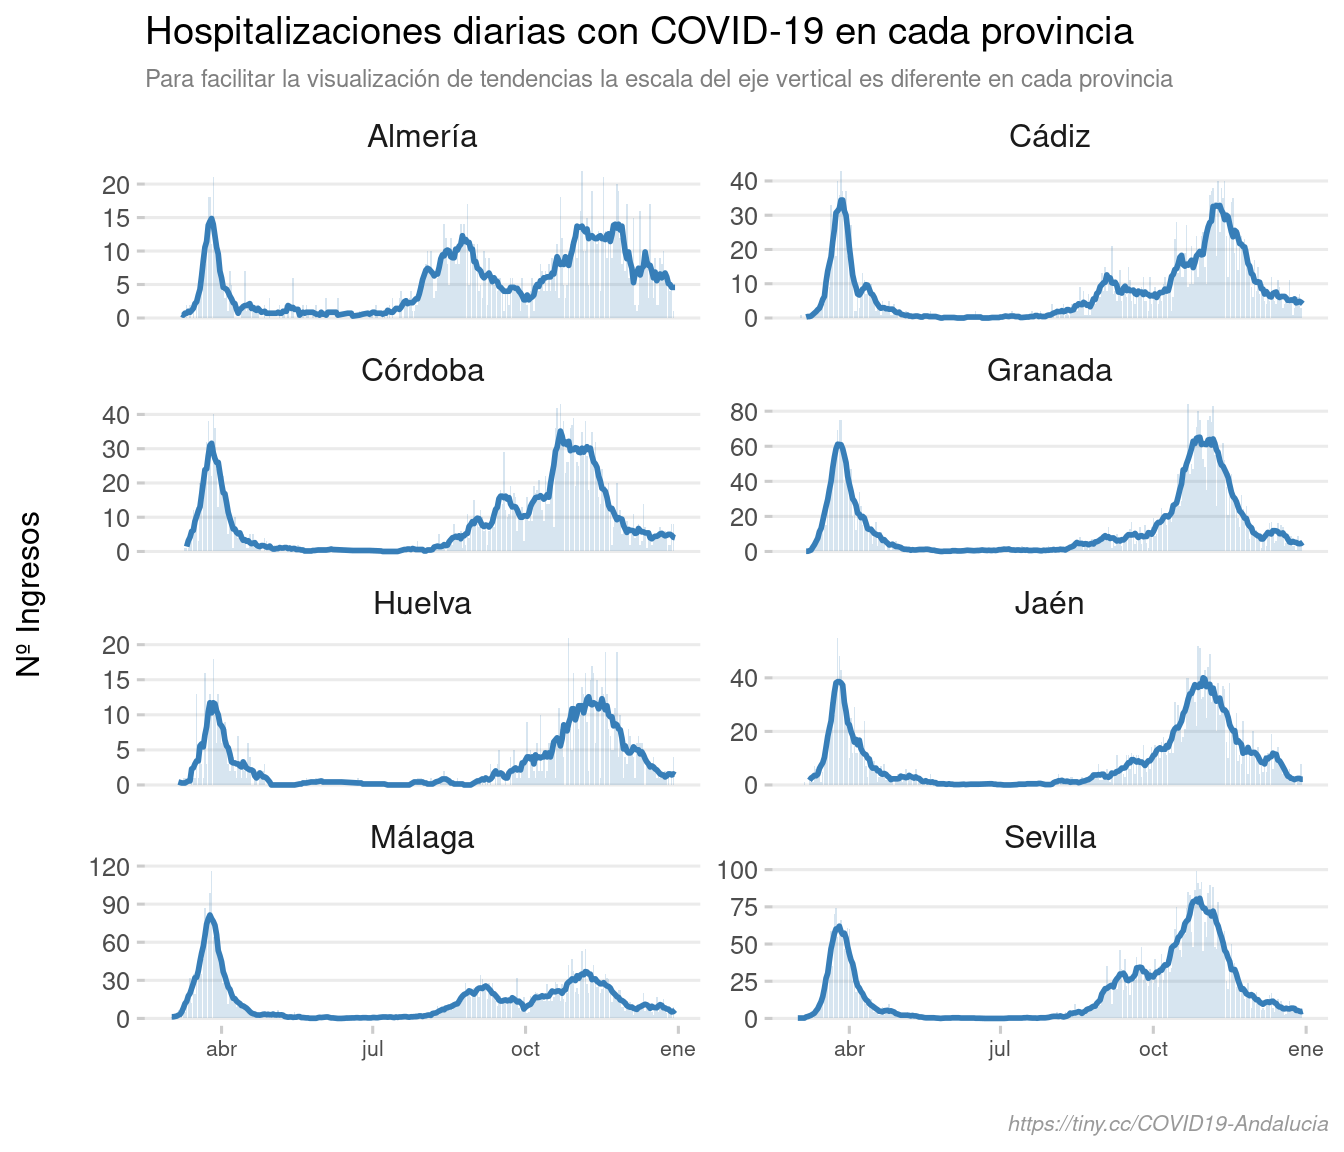 Hospitalizaciones diarias con COVID-19 en cada provincia
Para facilitar la visualización de tendencias la escala del eje vertical es diferente en cada provincia
Nº Ingresos
Almería
20
15
10
5
0
Cádiz
40
30
20
10
0
Córdoba
40
30
20
10
0
Granada
80
60
40
20
0
Huelva
20
15
10
5
0
Jaén
40
20
0
Málaga
120
90
60
30
0
abr jul oct ene
Sevilla
100
75
50
25
0
abr jul oct ene
https://tiny.cc/COVID19-Andalucia